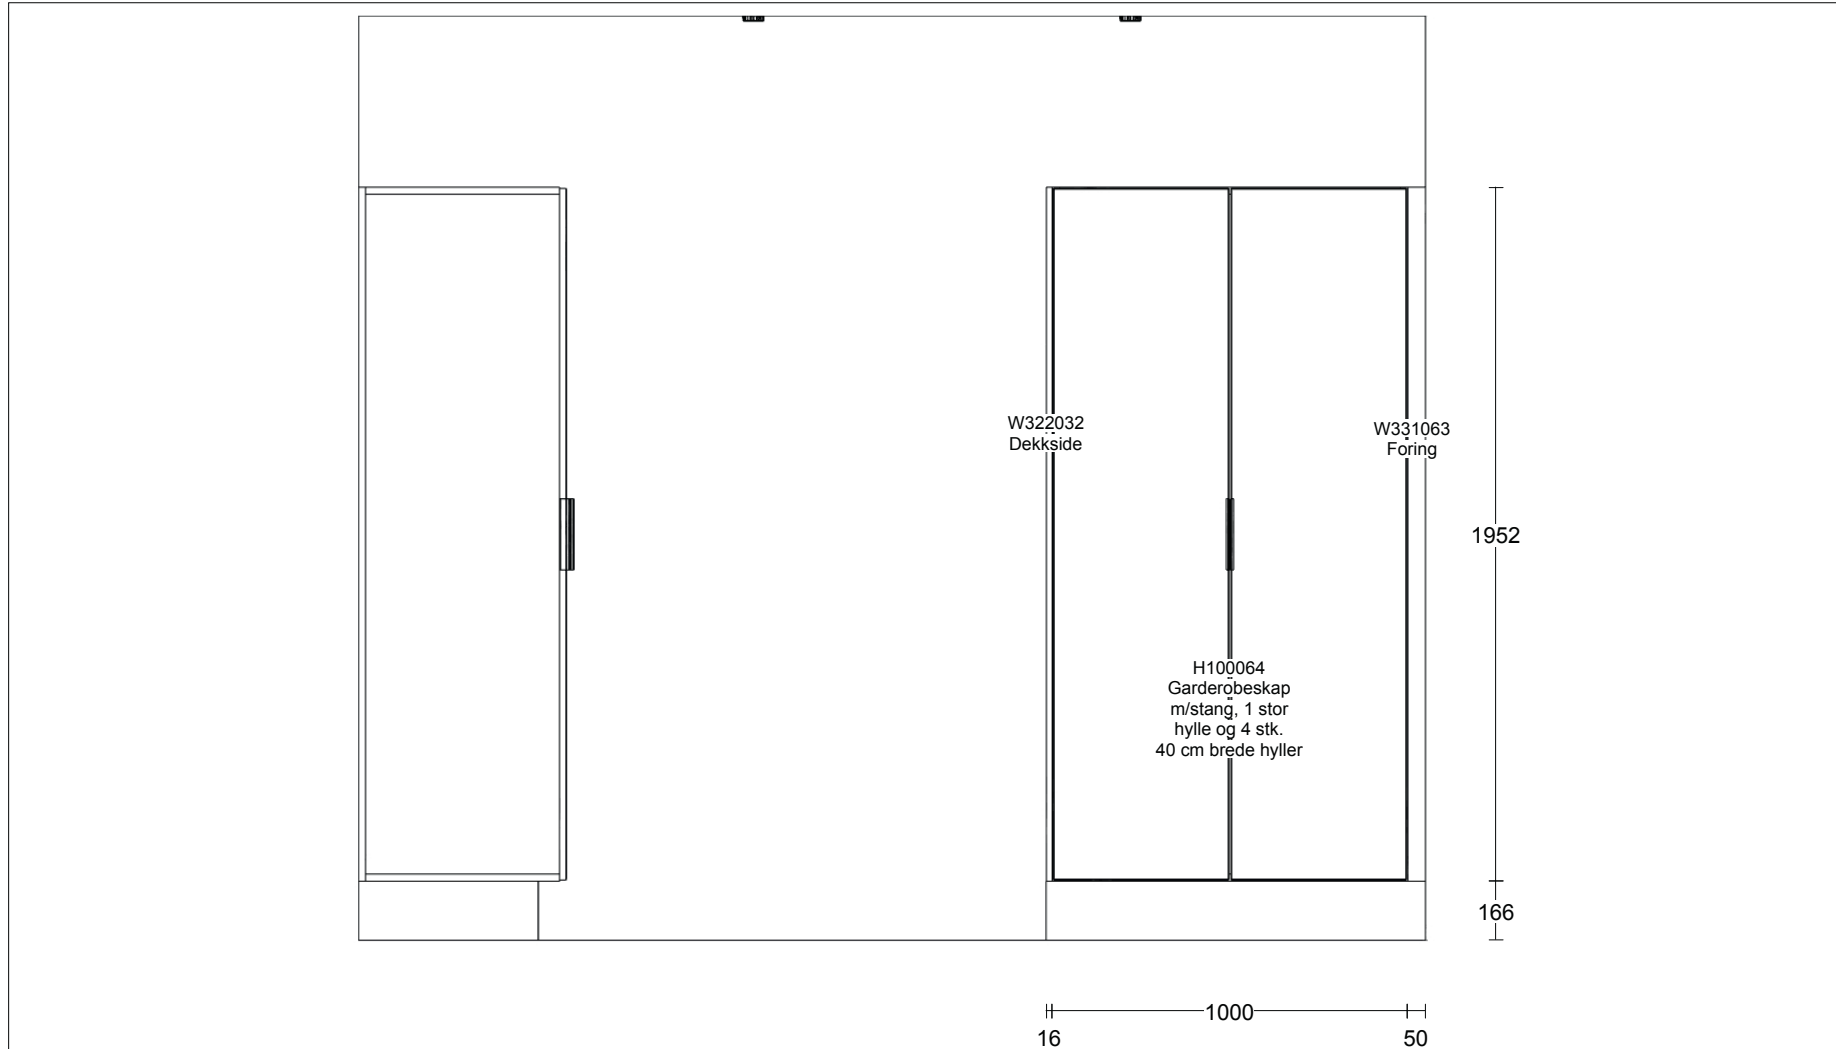 W322032
Dekkside
W331063
Foring
1952
H100064
Garderobeskap
m/stang, 1 stor
hylle og 4 stk.
40 cm brede hyller
166
1000
16
50